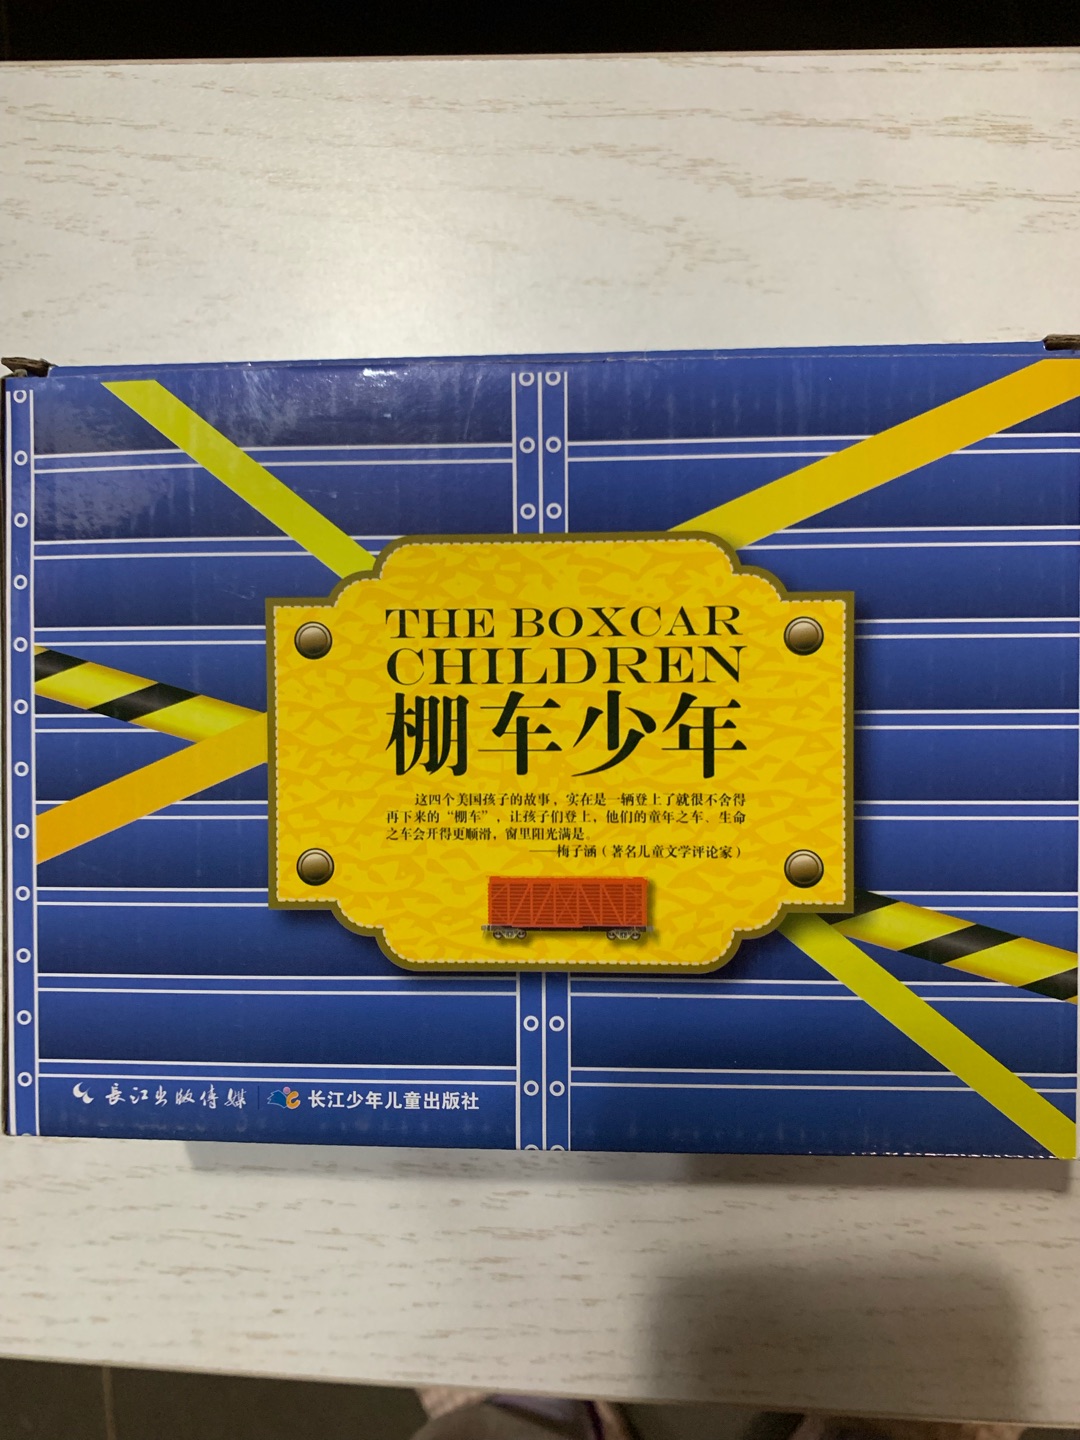 THE BOXCAR
CHILDREN
棚车少年
这四个美国孩子的故事，实在是一辆登上了就很不舍得
再下来的“棚车”，让孩子们登上，他们的童年之车、生命
之车会开得更顺滑，窗里阳光满是。
——梅子涵（著名儿童文学评论家）
長江出版传媒 长江少年儿童出版社